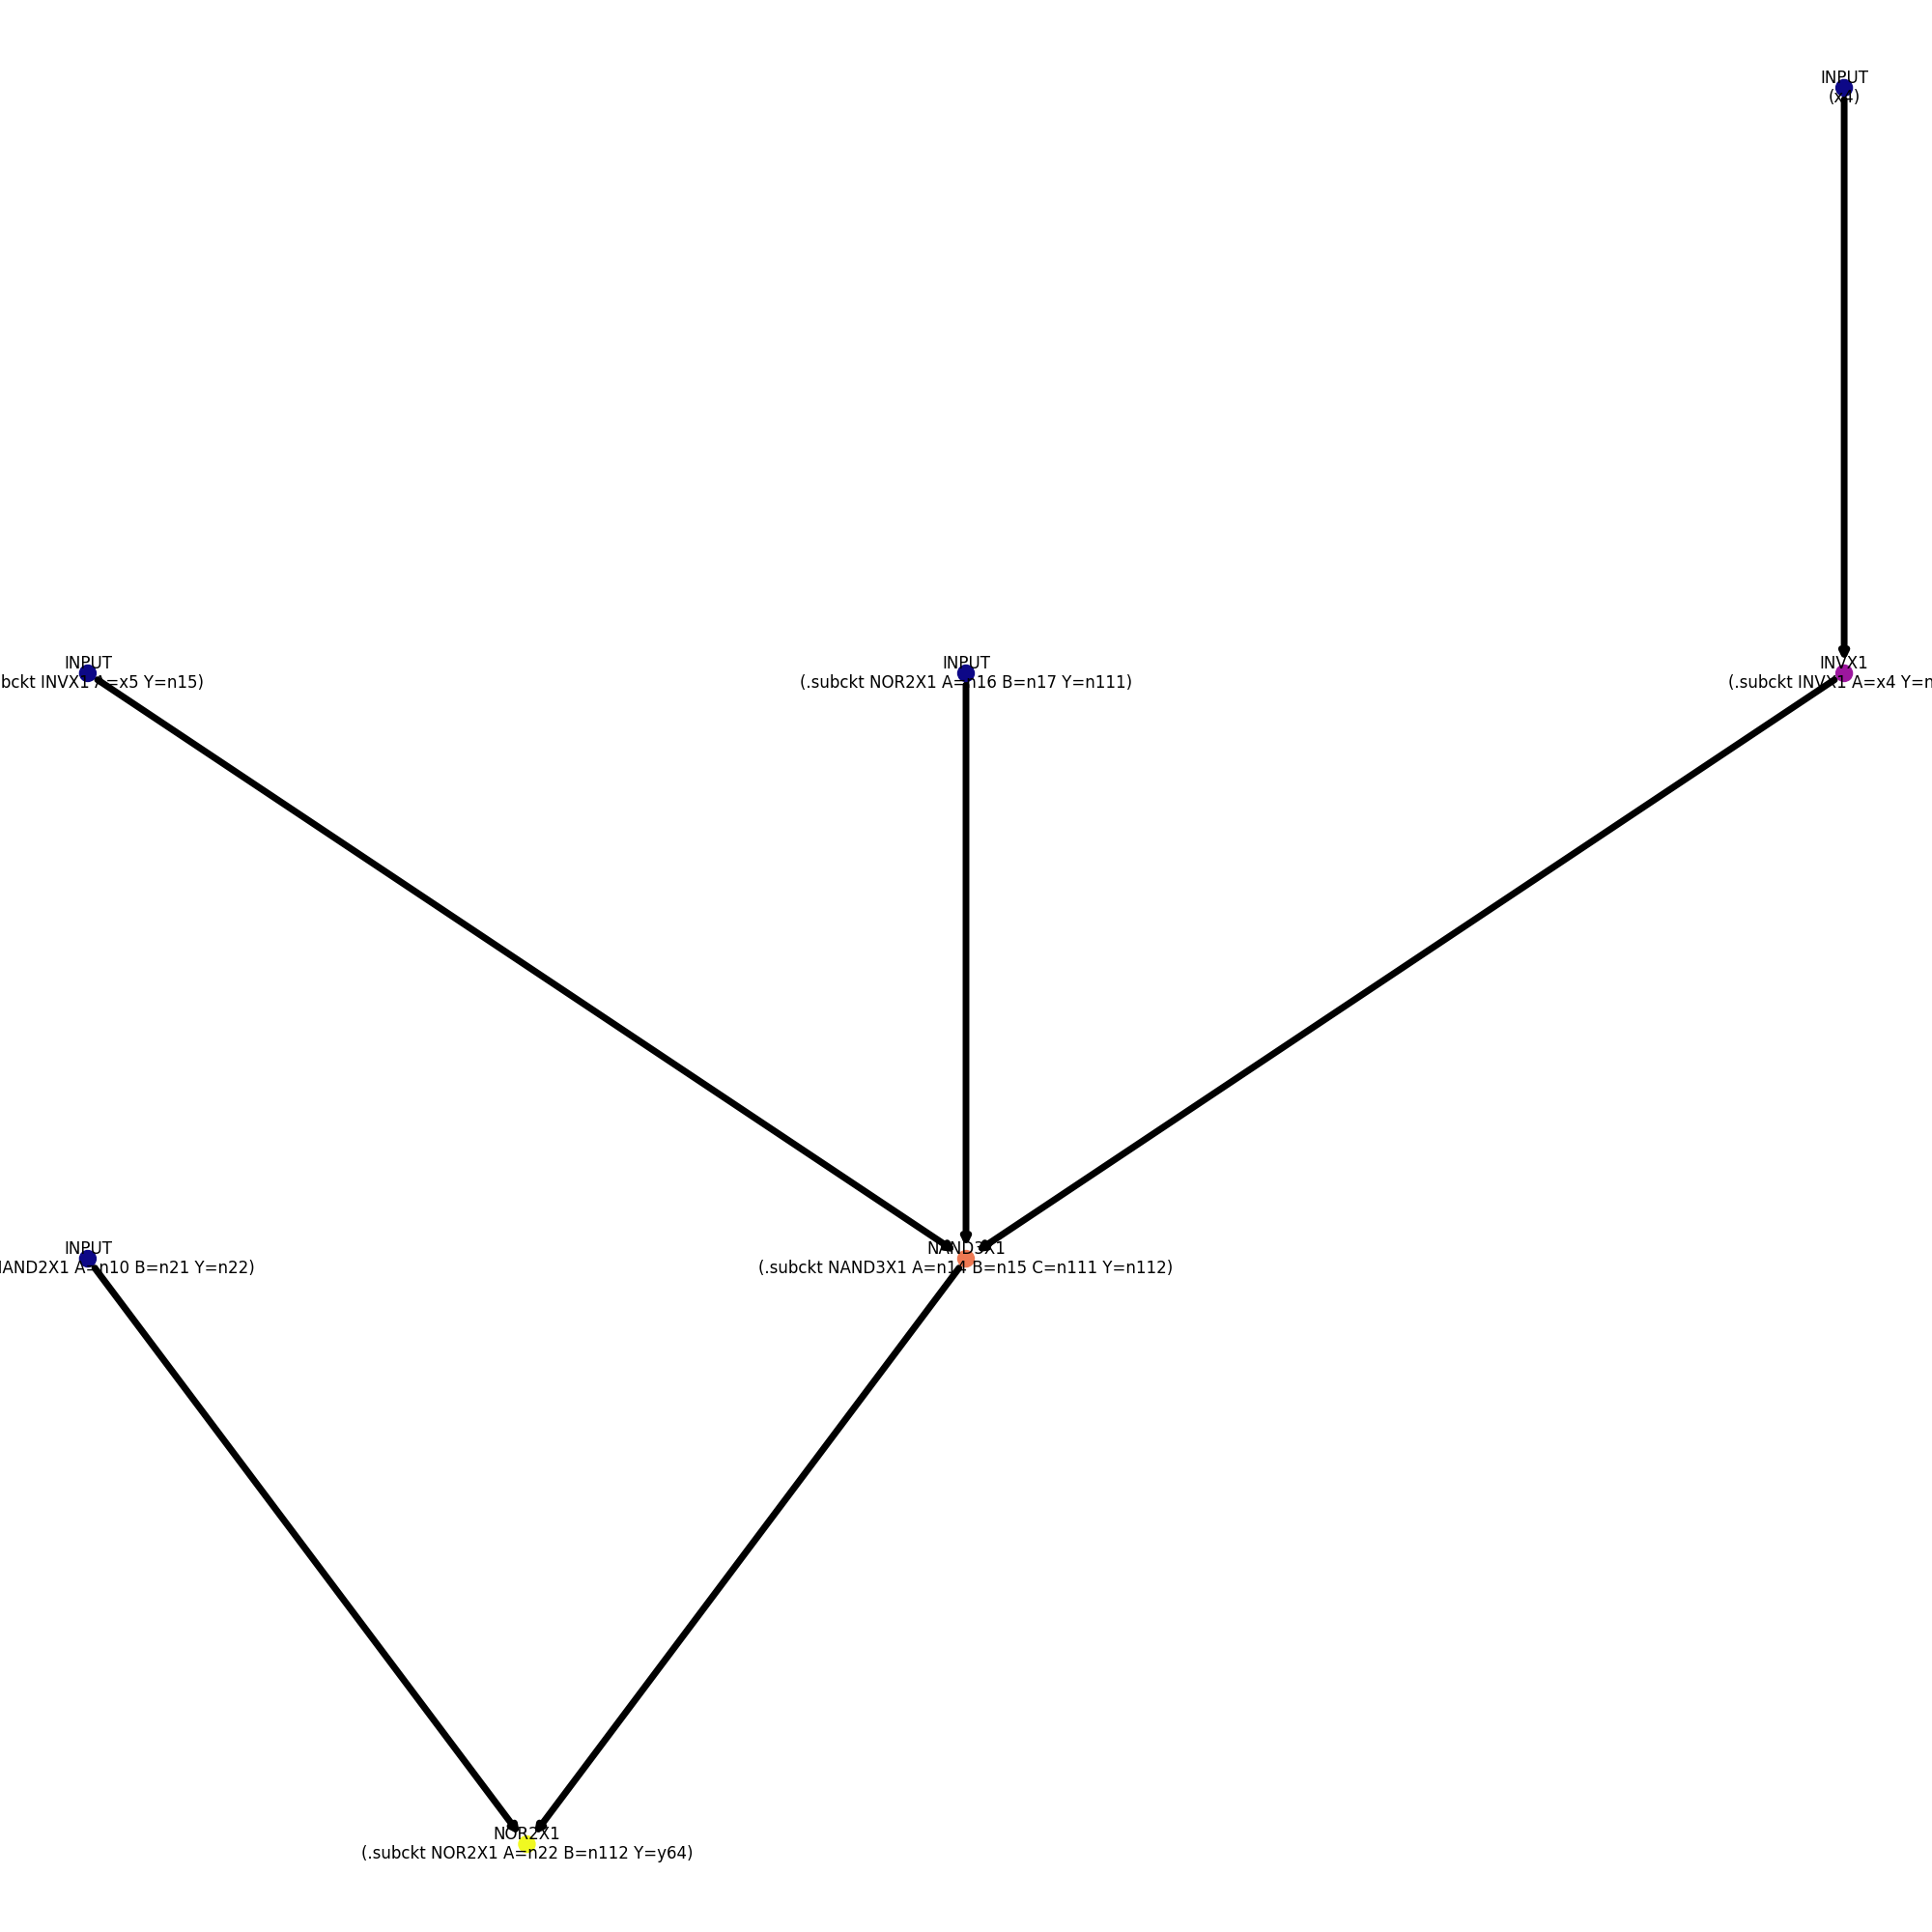 INPUT
(x4)
INPUT
bckt INVX1 A=x5 Y=n15)
INPUT
(.subckt NOR2X1 A=n16 B=n17 Y=n111)
INVX1
(.subckt INVX1 A=x4 Y=n
INPUT
NAND2X1 A=n10 B=n21 Y=n22)
NAND3X1
(.subckt NAND3X1 A=n14 B=n15 C=n111 Y=n112)
NOR2X1
(.subckt NOR2X1 A=n22 B=n112 Y=y64)